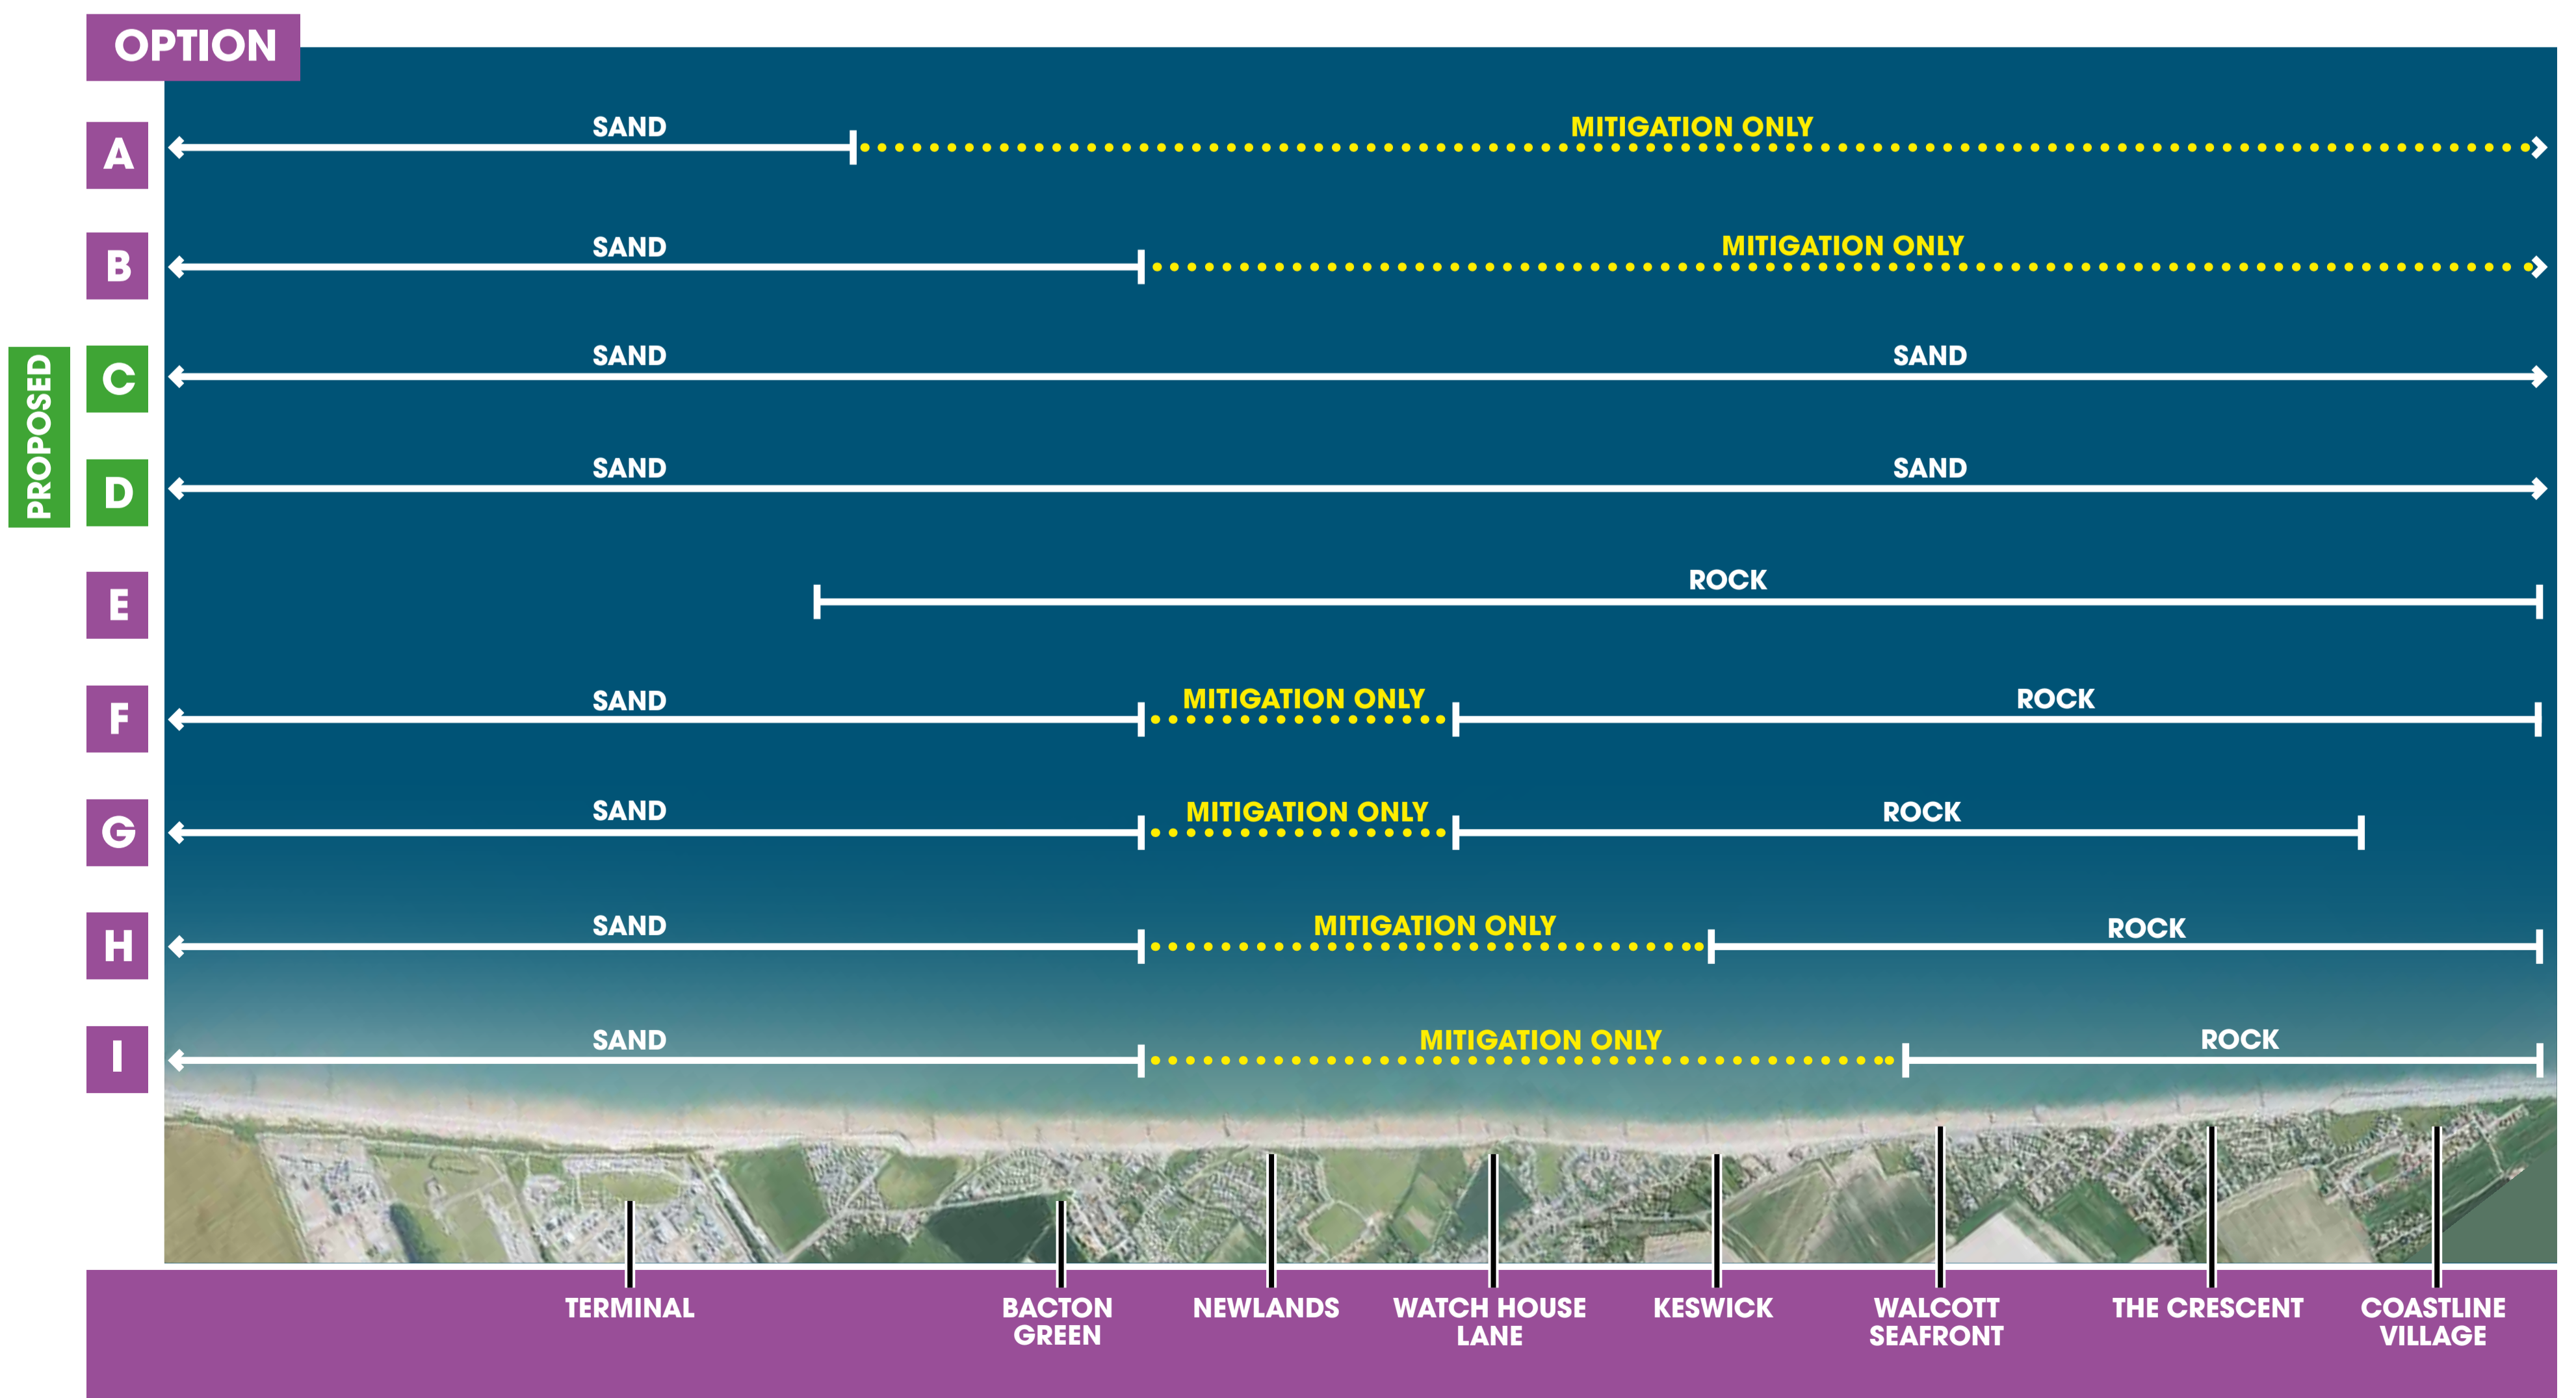 OPTION
A
SAND
MITIGATION ONLY
B
SAND
MITIGATION ONLY
PROPOSED
C
SAND
SAND
D
SAND
SAND
E
ROCK
F
SAND
MITIGATION ONLY
ROCK
G
SAND
MITIGATION ONLY
ROCK
H
SAND
MITIGATION ONLY
ROCK
I
SAND
MITIGATION ONLY
ROCK
TERMINAL
BACTON
GREEN
NEWLANDS
WATCH HOUSE
LANE
KESWICK
WALCOTT
SEAFRONT
THE CRESCENT
COASTLINE
VILLAGE